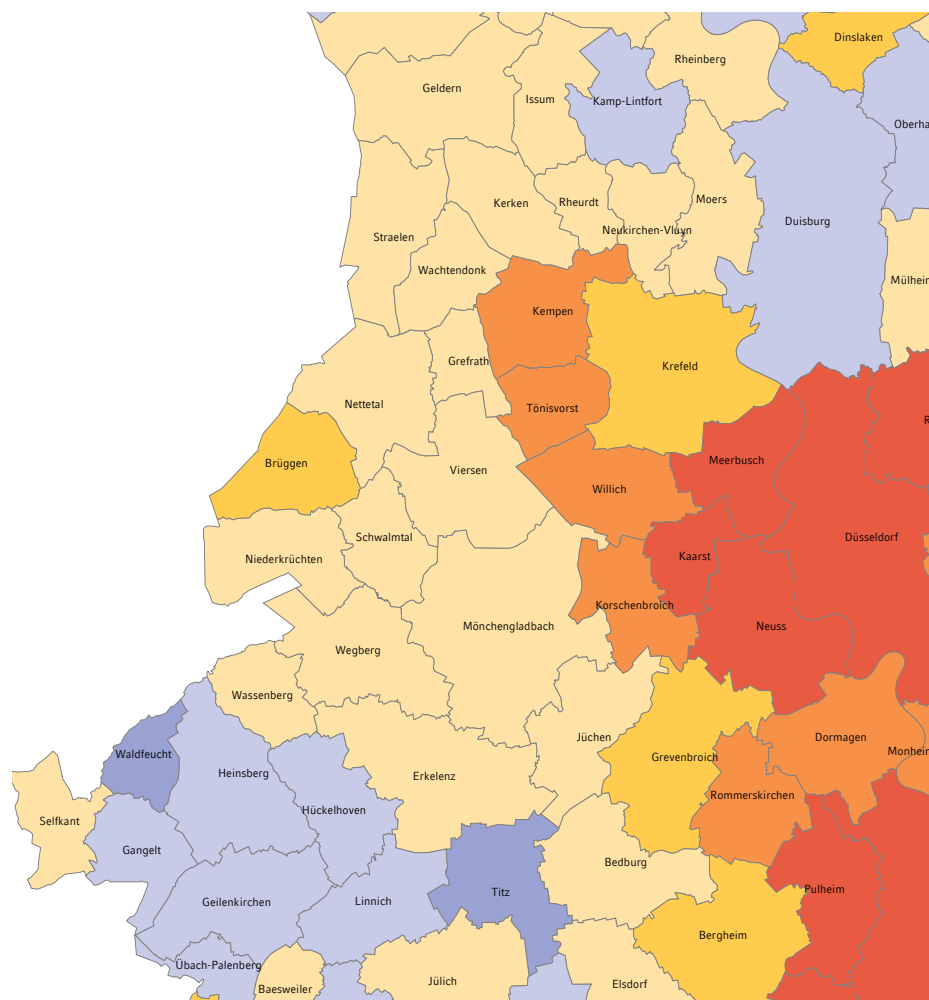 Dinslaken
Rheinberg
Geldern
Issum
Kamp-Lintfort
Oberha
Kerken
Rheurdt
Moers
Duisburg
Neukirchen-Vluyn
Straelen
Wachtendonk
Mülheim
Kempen
Grefrath
Krefeld
Nettetal
Tönisvorst
R
Brüggen
Viersen
Meerbusch
Willich
Schwalmtal
Düsseldorf
Niederkrüchten
Kaarst
Korschenbroich
Mönchengladbach
Neuss
Wegberg
Wassenberg
Jüchen
Dormagen
Waldfeucht
Grevenbroich
Monheim
Heinsberg
Erkelenz
Rommerskirchen
Hückelhoven
Selfkant
Gangelt
Bedburg
Titz
Pulheim
Geilenkirchen
Linnich
Bergheim
Übach-Palenberg
Jülich
Elsdorf
Baesweiler